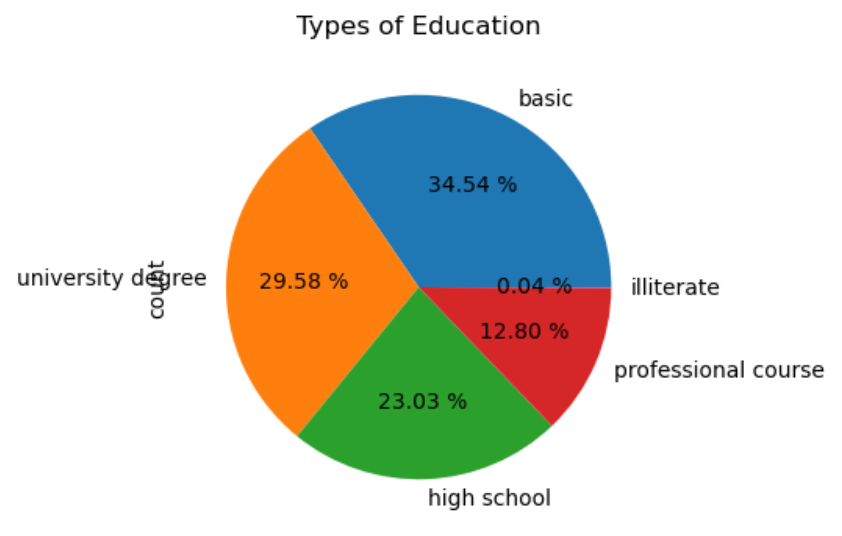 Types of Education
basic
34.54 %
university degree
count
29.58 %
0.04 %
illiterate
12.80 %
professional course
23.03 %
high school